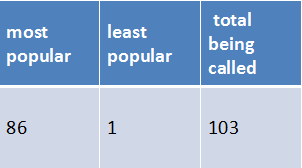 most popular
least popular
total being called
86
1
103